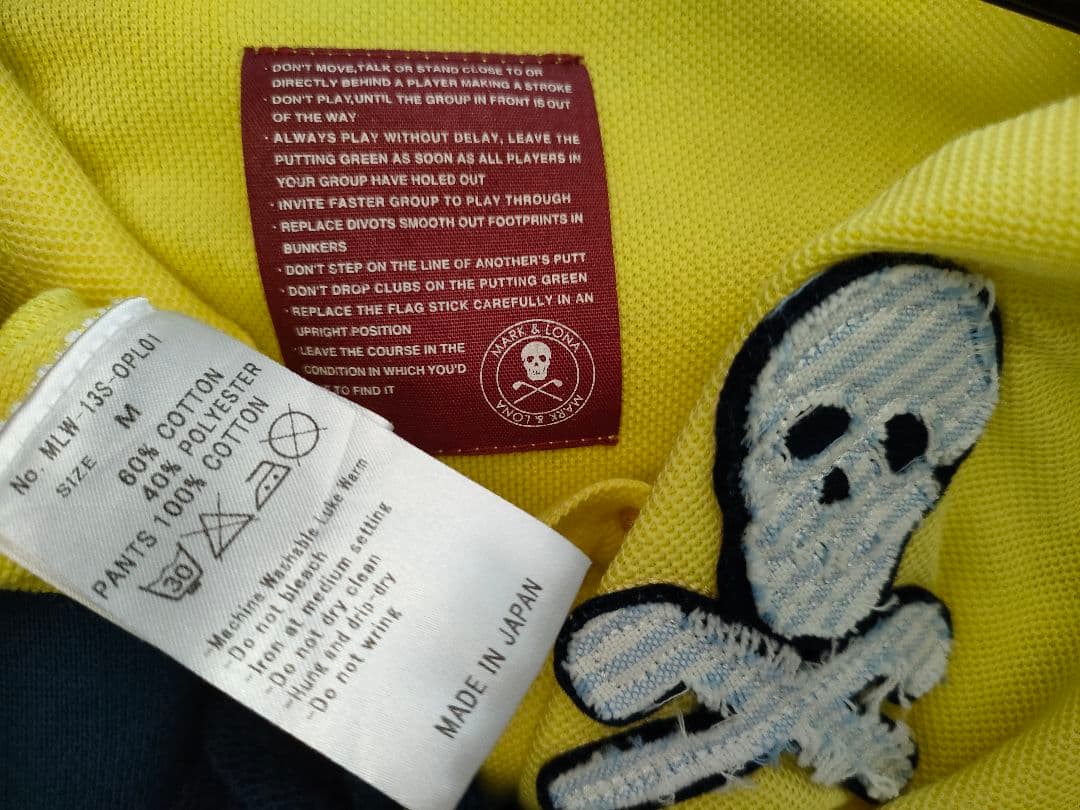 · DON'T MOVE,TALK OR STAND CLOSE TO OR
DIRECTLY BEHIND A PLAYER MAKING A STROKE
· DON'T PLAY,UNTIL THE GROUP IN FRONT IS OUT
OF THE WAY
· ALWAYS PLAY WITHOUT DELAY, LEAVE THE
PUTTING GREEN AS SOON AS ALL PLAYERS IN
YOUR GROUP HAVE HOLED OUT
· INVITE FASTER GROUP TO PLAY THROUGH
· REPLACE DIVOTS SMOOTH OUT FOOTPRINTS IN
BUNKERS
· DON'T STEP ON THE LINE OF ANOTHER'S PUTT
· DON'T DROP CLUBS ON THE PUTTING GREEN
· REPLACE THE FLAG STICK CAREFULLY IN AN
UPRIGHT POSITION
· LEAVE THE COURSE IN THE
CONDITION IN WHICH YOU'D
TO FIND IT
MARK & LONA
MARK & LONA
No. MLW-13S-OPL01
SIZE M
60% COTTON
40% POLYESTER
PANTS 100% COTTON
30
-Machine Washable Luke Warm
-Do not bleach
-Iron at medium setting
-Do not dry clean
-Hung and drip-dry
-Do not wring
MADE IN JAPAN